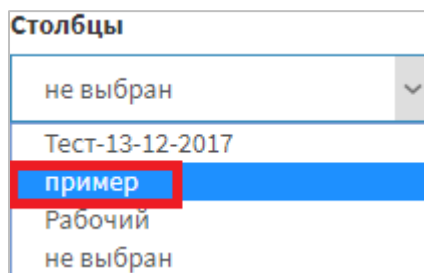 Столбцы
не выбран
Тест-13-12-2017
пример
Рабочий
не выбран